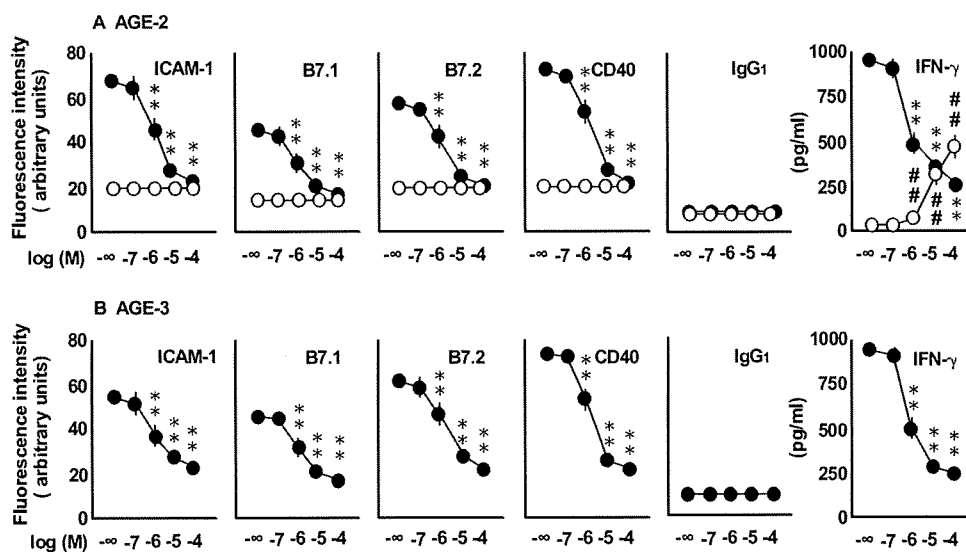 A AGE-2
Fluorescence intensity
( arbitrary units)
80
60
40
20
0
ICAM-1
B7.1
B7.2
CD40
IgG1
(pg/ml)
1000
750
500
250
0
IFN-γ
** ** **
** ** **
** ** **
** ** **
** ** **
## ## ##
log (M) -∞ -7 -6 -5 -4 -∞ -7 -6 -5 -4 -∞ -7 -6 -5 -4 -∞ -7 -6 -5 -4 -∞ -7 -6 -5 -4 -∞ -7 -6 -5 -4
B AGE-3
Fluorescence intensity
( arbitrary units)
80
60
40
20
0
ICAM-1
B7.1
B7.2
CD40
IgG1
(pg/ml)
1000
750
500
250
0
IFN-γ
** ** **
** ** **
** ** **
** ** **
** ** **
log (M) -∞ -7 -6 -5 -4 -∞ -7 -6 -5 -4 -∞ -7 -6 -5 -4 -∞ -7 -6 -5 -4 -∞ -7 -6 -5 -4 -∞ -7 -6 -5 -4